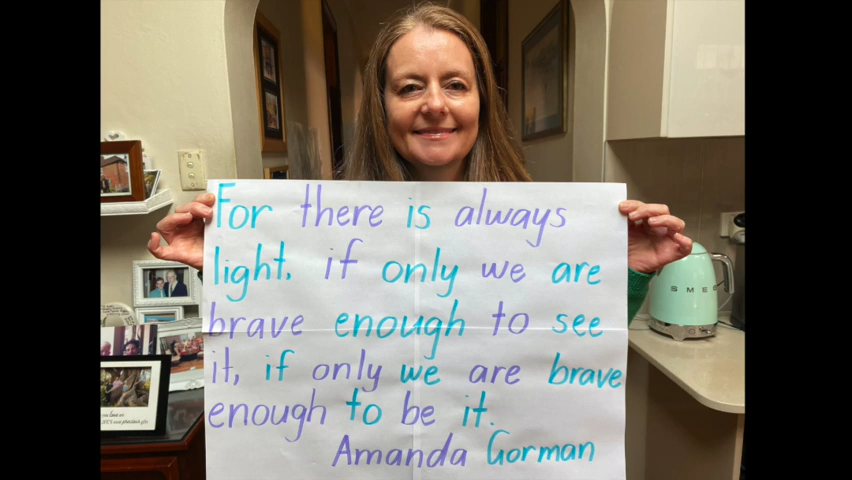 For there is always
light, if only we are
brave enough to see
it, if only we are brave
enough to be it.
Amanda Gorman
SMEG